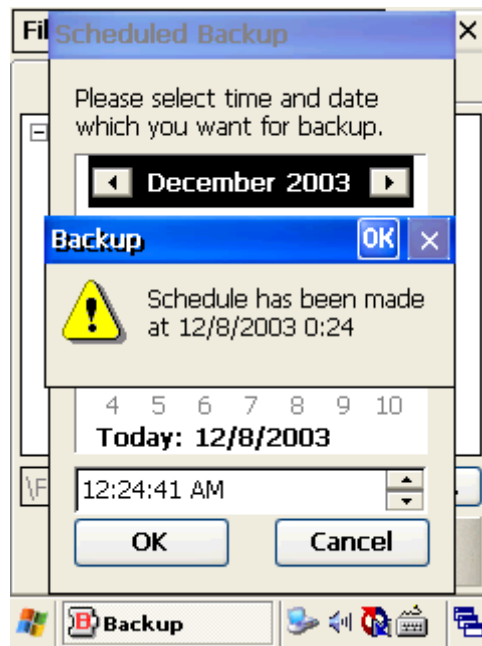 Fil
Scheduled Backup
Please select time and date
which you want for backup.
December 2003
Backup
OK
Schedule has been made
at 12/8/2003 0:24
4 5 6 7 8 9 10
Today: 12/8/2003
\F
12:24:41 AM
OK
Cancel
Backup